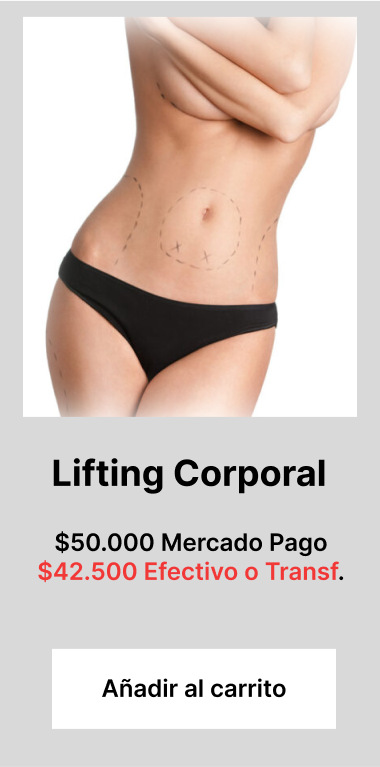 Lifting Corporal
$50.000 Mercado Pago
$42.500 Efectivo o Transf.
Añadir al carrito